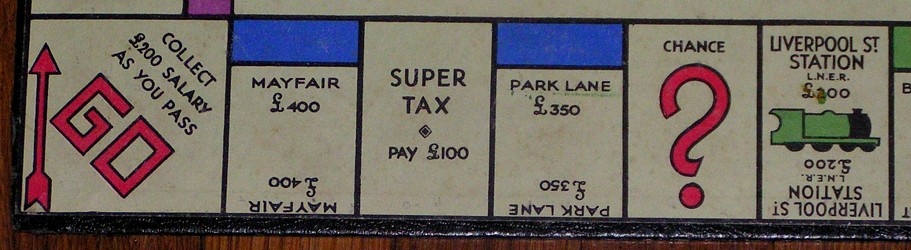 COLLECT
£200 SALARY
AS YOU PASS
GO
MAYFAIR
£400
£400
MAYFAIR
SUPER
TAX
PAY £100
PARK LANE
£350
£350
PARK LANE
CHANCE
?
LIVERPOOL ST
STATION
L.N.E.R.
£200
£200
L.N.E.R.
STATION
LIVERPOOL ST
B